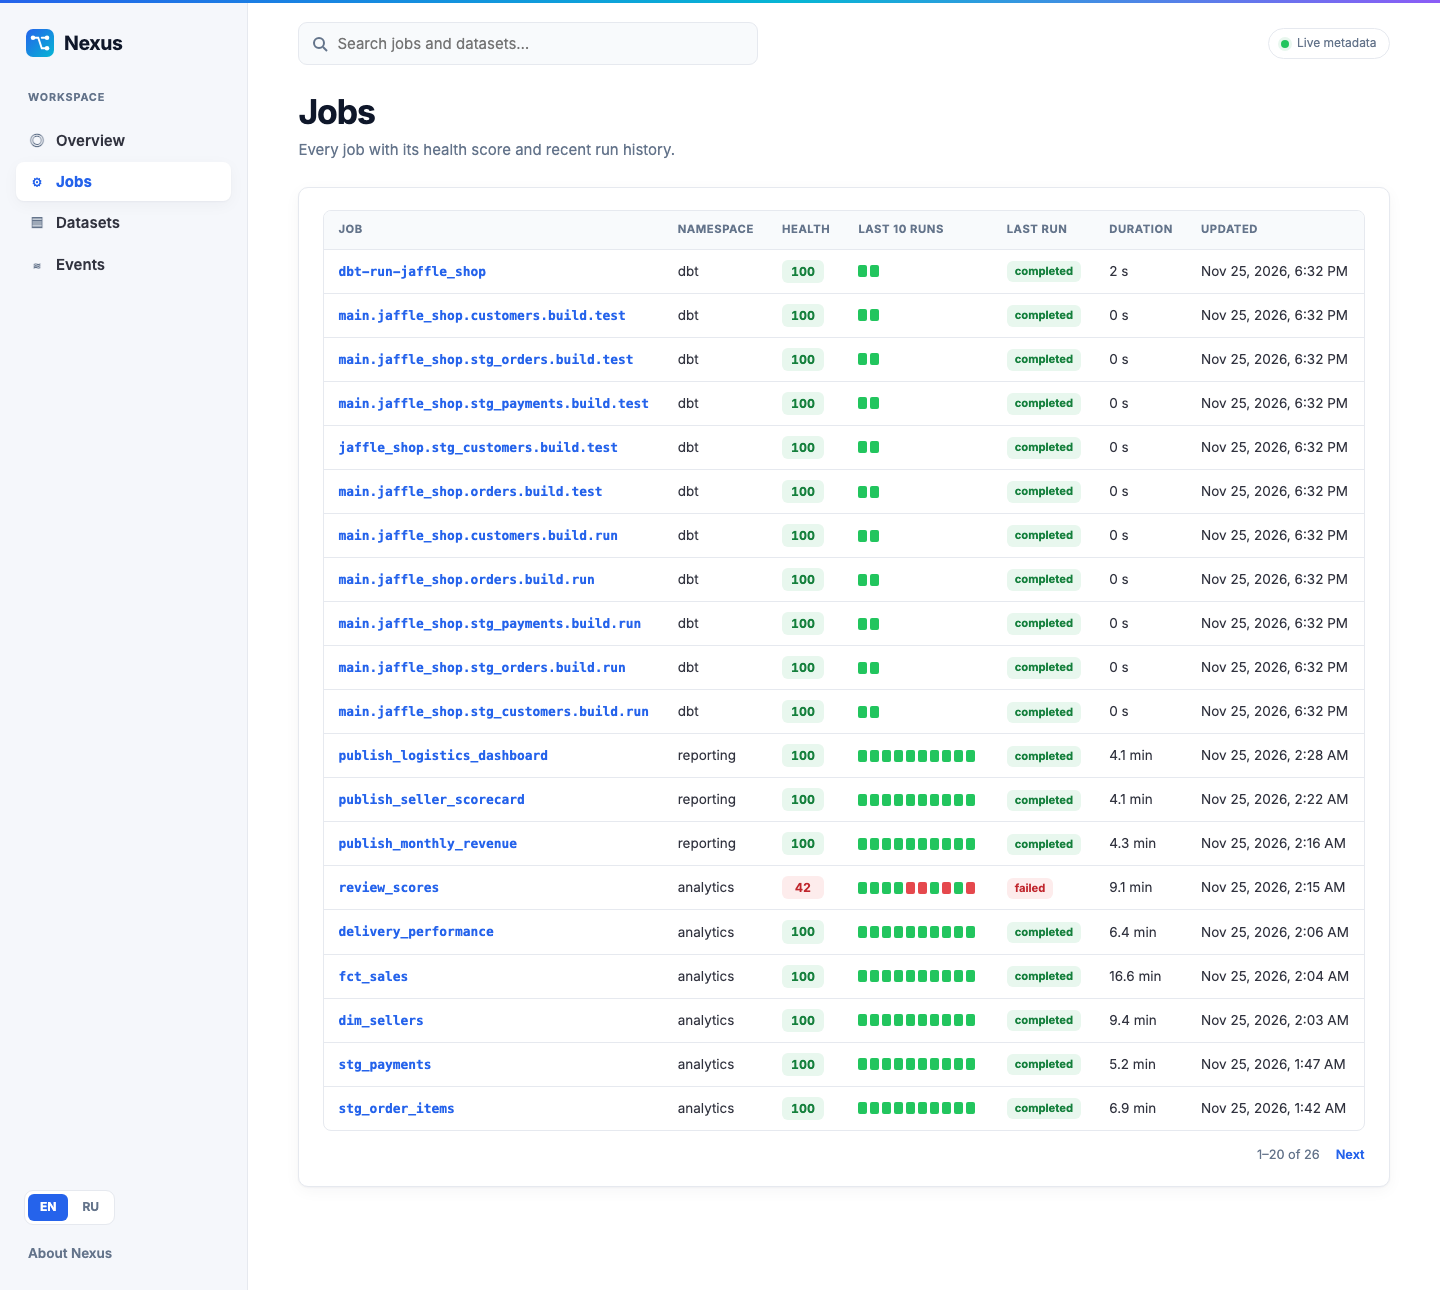 Nexus
Search jobs and datasets...
Live metadata
WORKSPACE
Overview
Jobs
Datasets
Events
Jobs
Every job with its health score and recent run history.
JOB NAMESPACE HEALTH LAST 10 RUNS LAST RUN DURATION UPDATED
dbt-run-jaffle_shop dbt 100 completed 2 s Nov 25, 2026, 6:32 PM
main.jaffle_shop.customers.build.test dbt 100 completed 0 s Nov 25, 2026, 6:32 PM
main.jaffle_shop.stg_orders.build.test dbt 100 completed 0 s Nov 25, 2026, 6:32 PM
main.jaffle_shop.stg_payments.build.test dbt 100 completed 0 s Nov 25, 2026, 6:32 PM
jaffle_shop.stg_customers.build.test dbt 100 completed 0 s Nov 25, 2026, 6:32 PM
main.jaffle_shop.orders.build.test dbt 100 completed 0 s Nov 25, 2026, 6:32 PM
main.jaffle_shop.customers.build.run dbt 100 completed 0 s Nov 25, 2026, 6:32 PM
main.jaffle_shop.orders.build.run dbt 100 completed 0 s Nov 25, 2026, 6:32 PM
main.jaffle_shop.stg_payments.build.run dbt 100 completed 0 s Nov 25, 2026, 6:32 PM
main.jaffle_shop.stg_orders.build.run dbt 100 completed 0 s Nov 25, 2026, 6:32 PM
main.jaffle_shop.stg_customers.build.run dbt 100 completed 0 s Nov 25, 2026, 6:32 PM
publish_logistics_dashboard reporting 100 completed 4.1 min Nov 25, 2026, 2:28 AM
publish_seller_scorecard reporting 100 completed 4.1 min Nov 25, 2026, 2:22 AM
publish_monthly_revenue reporting 100 completed 4.3 min Nov 25, 2026, 2:16 AM
review_scores analytics 42 failed 9.1 min Nov 25, 2026, 2:15 AM
delivery_performance analytics 100 completed 6.4 min Nov 25, 2026, 2:06 AM
fct_sales analytics 100 completed 16.6 min Nov 25, 2026, 2:04 AM
dim_sellers analytics 100 completed 9.4 min Nov 25, 2026, 2:03 AM
stg_payments analytics 100 completed 5.2 min Nov 25, 2026, 1:47 AM
stg_order_items analytics 100 completed 6.9 min Nov 25, 2026, 1:42 AM
1–20 of 26 Next
EN RU
About Nexus